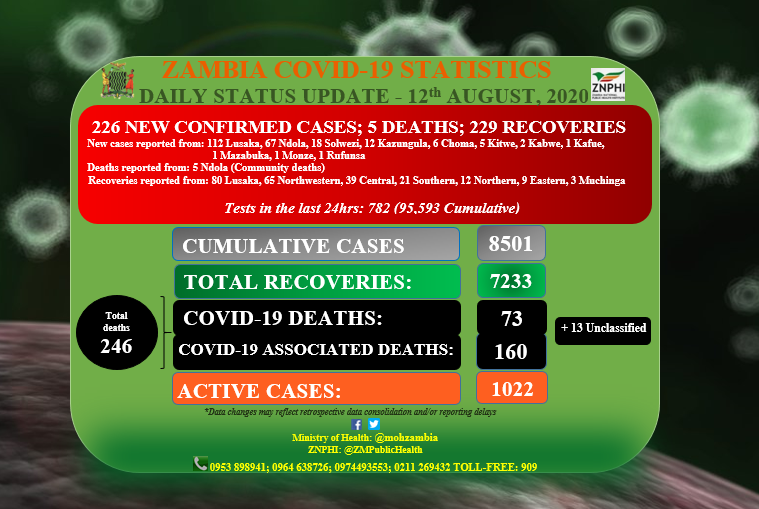 ZAMBIA COVID-19 STATISTICS
DAILY STATUS UPDATE - 12th AUGUST, 2020
ZNPHI
226 NEW CONFIRMED CASES; 5 DEATHS; 229 RECOVERIES
New cases reported from: 112 Lusaka, 67 Ndola, 18 Solwezi, 12 Kazungula, 6 Choma, 5 Kitwe, 2 Kabwe, 1 Kafue,
1 Mazabuka, 1 Monze, 1 Rufunsa
Deaths reported from: 5 Ndola (Community deaths)
Recoveries reported from: 80 Lusaka, 65 Northwestern, 39 Central, 21 Southern, 12 Northern, 9 Eastern, 3 Muchinga
Tests in the last 24hrs: 782 (95,593 Cumulative)
CUMULATIVE CASES 8501
TOTAL RECOVERIES: 7233
Total
deaths
246
COVID-19 DEATHS: 73
COVID-19 ASSOCIATED DEATHS: 160
+ 13 Unclassified
ACTIVE CASES: 1022
*Data changes may reflect retrospective data consolidation and/or reporting delays
Ministry of Health: @mohzambia
ZNPHI: @ZMPublicHealth
0953 898941; 0964 638726; 0974493553; 0211 269432 TOLL-FREE: 909